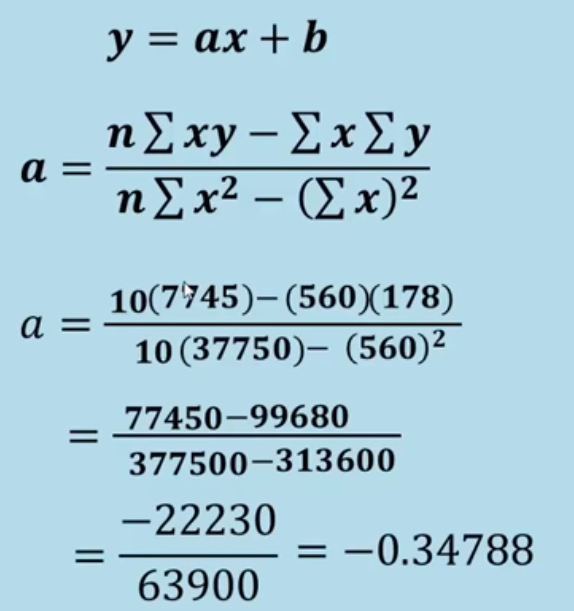 y = ax + b
a = (n ∑ xy − ∑ x ∑ y) / (n ∑ x² − (∑ x)²)
a = (10(7745)− (560)(178)) / (10 (37750)− (560)²)
= (77450−99680) / (377500−313600)
= −22230 / 63900 = −0.34788